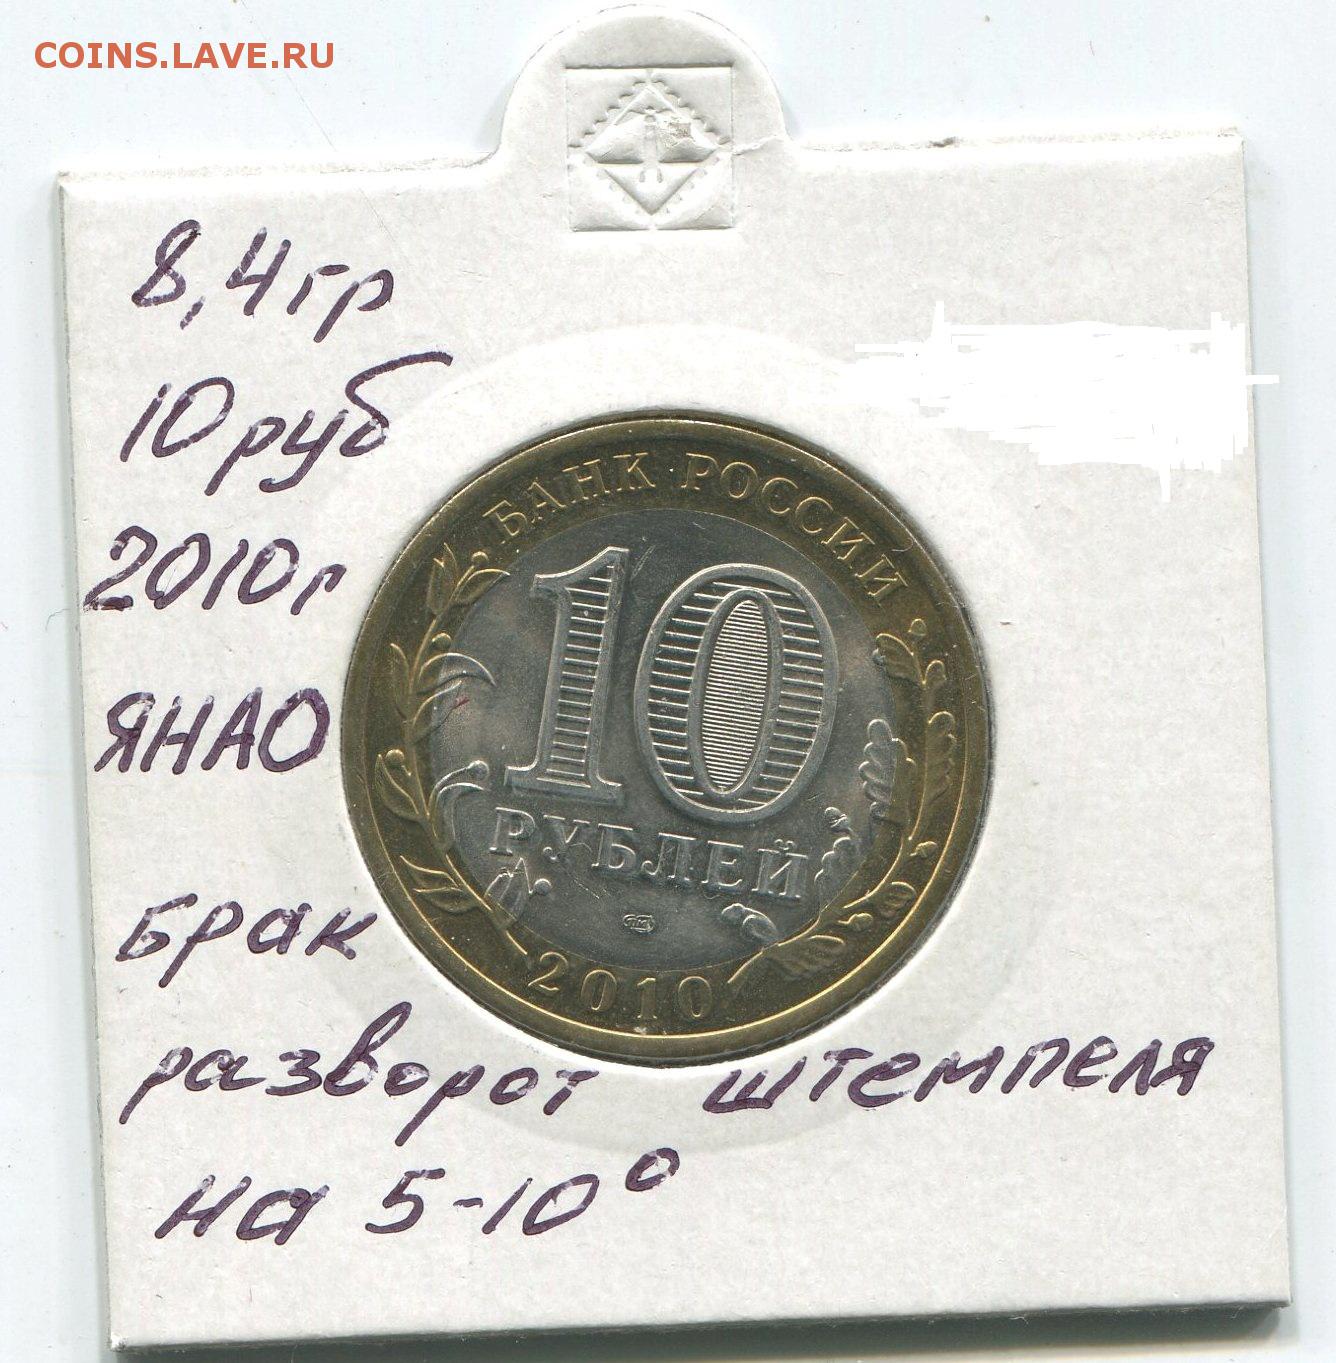 COINS.LAVE.RU
8,4гр
10руб
2010г
ЯНАО
брак
разворот штемпеля
на 5-10°
БАНК РОССИИ
10
РУБЛЕЙ
2010